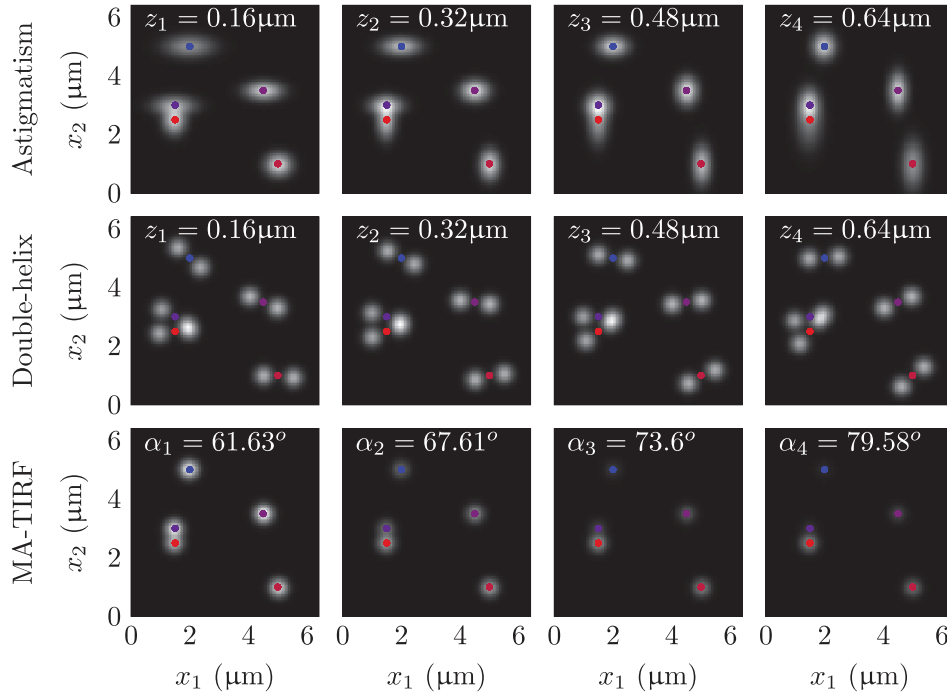 Astigmatism
x₂ (μm)
6
4
2
0
z₁ = 0.16μm
z₂ = 0.32μm
z₃ = 0.48μm
z₄ = 0.64μm
Double-helix
x₂ (μm)
6
4
2
0
z₁ = 0.16μm
z₂ = 0.32μm
z₃ = 0.48μm
z₄ = 0.64μm
MA-TIRF
x₂ (μm)
6
4
2
0
α₁ = 61.63°
α₂ = 67.61°
α₃ = 73.6°
α₄ = 79.58°
0 2 4 6
0 2 4 6
0 2 4 6
0 2 4 6
x₁ (μm)
x₁ (μm)
x₁ (μm)
x₁ (μm)